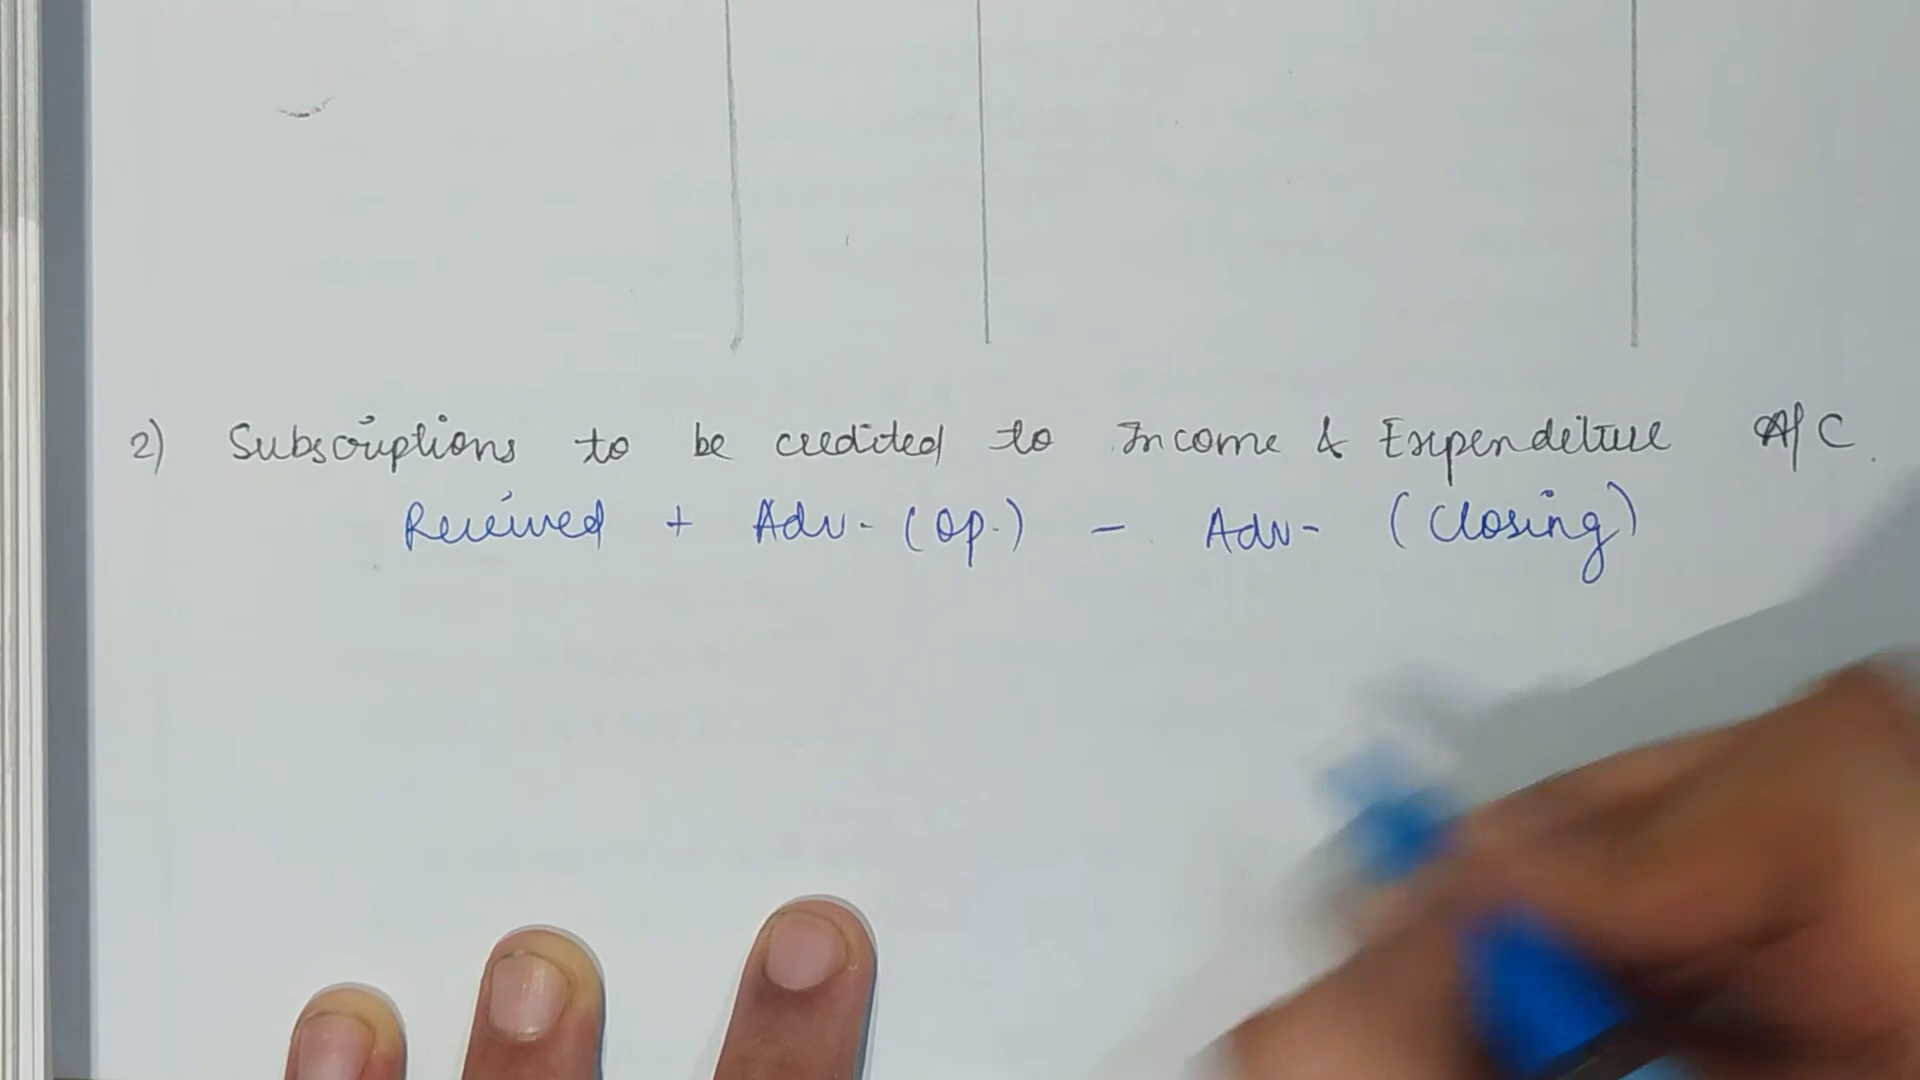 2) Subscriptions to be credited to Income & Expenditure A/C.
Received + Adv. (Op.) - Adv- (Closing)